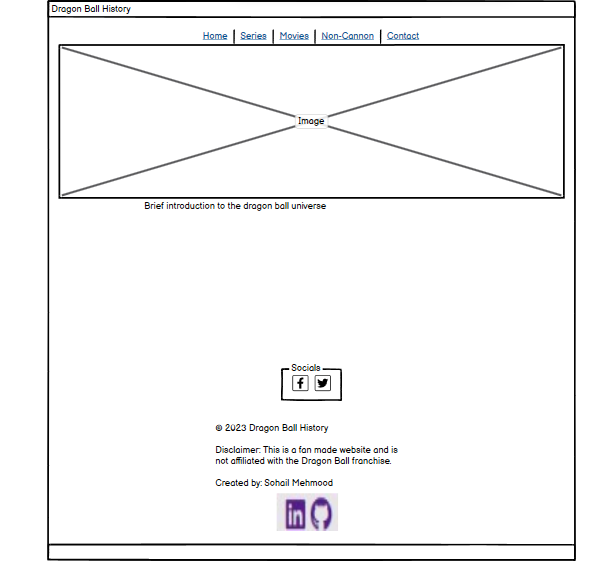 Dragon Ball History
Home Series Movies Non-Cannon Contact
Image
Brief introduction to the dragon ball universe
Socials
© 2023 Dragon Ball History
Disclaimer: This is a fan made website and is
not affiliated with the Dragon Ball franchise.
Created by: Sohail Mehmood
in